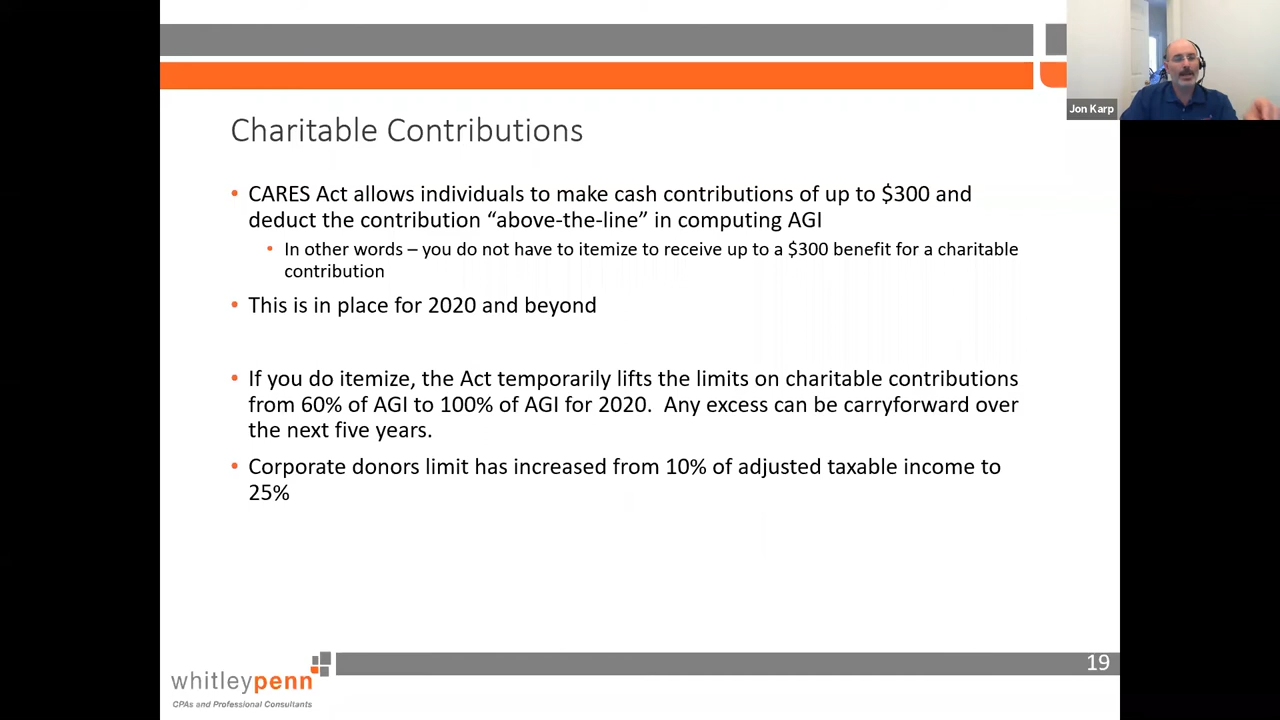 Jon Karp
Charitable Contributions
• CARES Act allows individuals to make cash contributions of up to $300 and
deduct the contribution “above-the-line” in computing AGI
• In other words – you do not have to itemize to receive up to a $300 benefit for a charitable
contribution
• This is in place for 2020 and beyond
• If you do itemize, the Act temporarily lifts the limits on charitable contributions
from 60% of AGI to 100% of AGI for 2020.  Any excess can be carryforward over
the next five years.
• Corporate donors limit has increased from 10% of adjusted taxable income to
25%
19
whitleypenn
CPAs and Professional Consultants